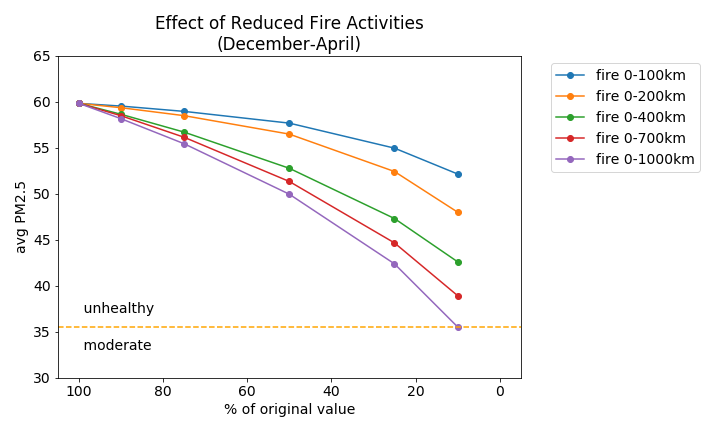 Effect of Reduced Fire Activities
(December-April)
65
60
55
50
45
40
35
30
avg PM2.5
unhealthy
moderate
100
80
60
40
20
0
% of original value
fire 0-100km
fire 0-200km
fire 0-400km
fire 0-700km
fire 0-1000km